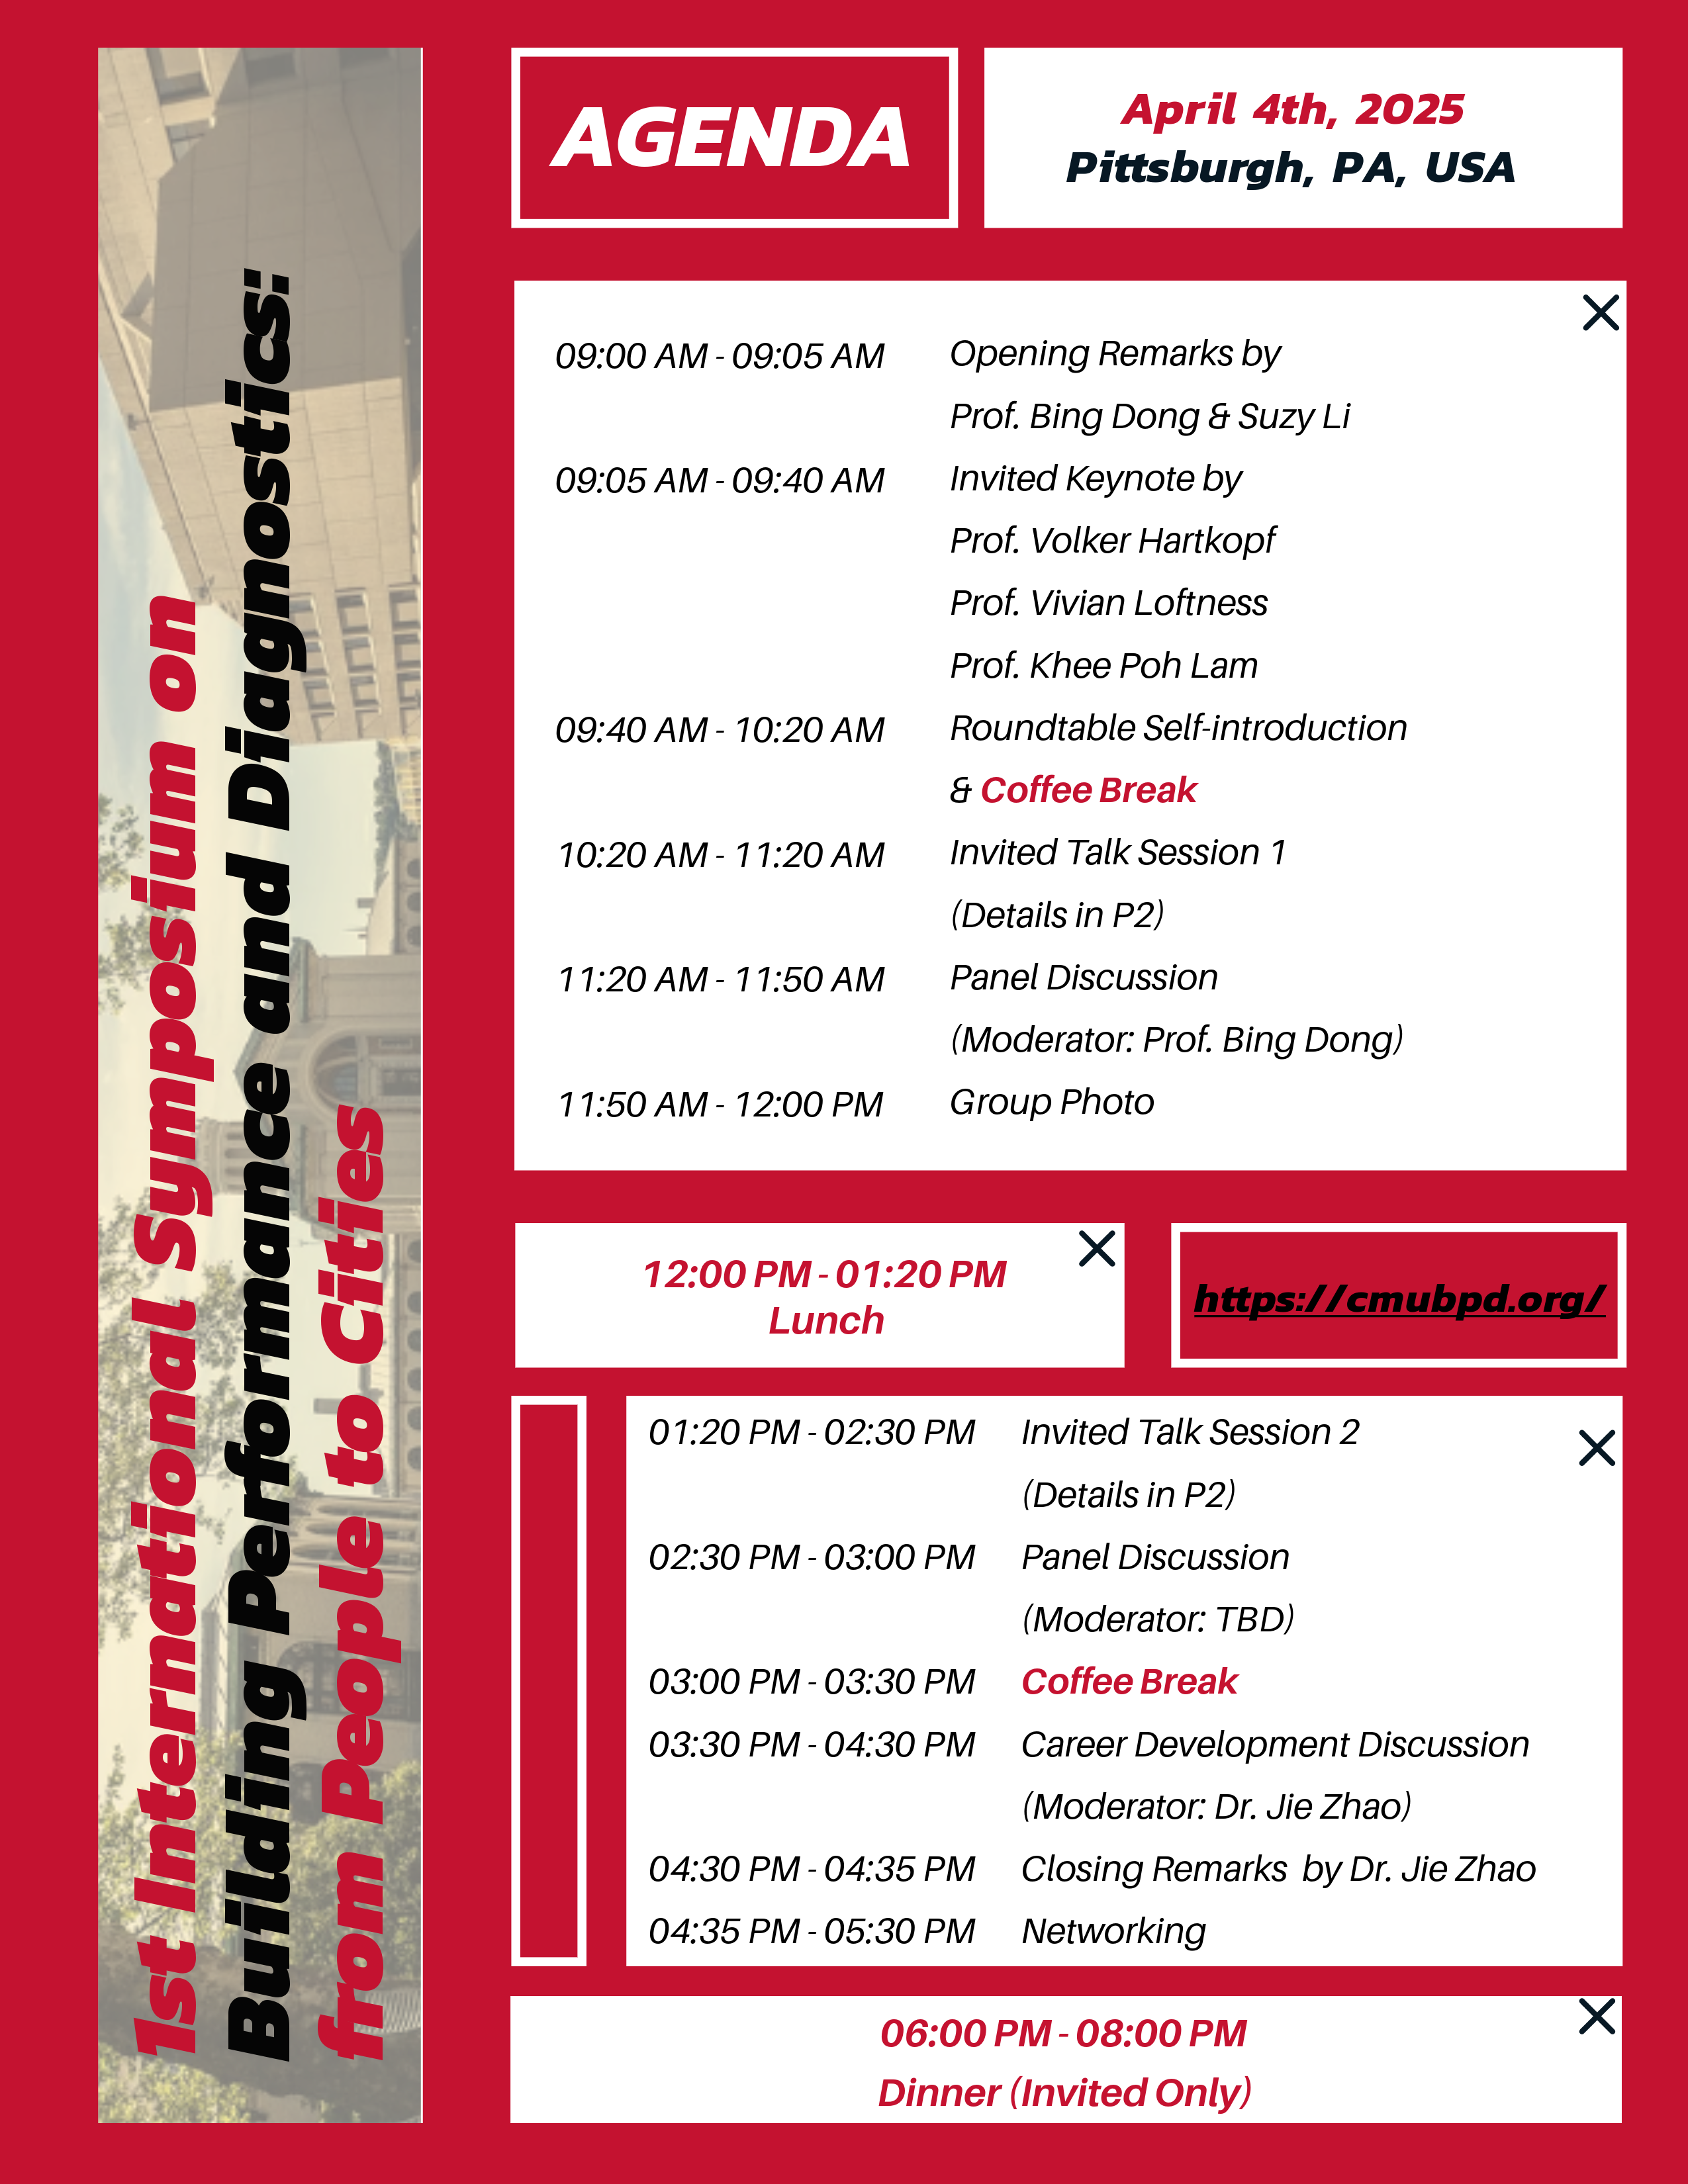 1st International Symposium on
Building Performance and Diagnostics:
from People to Cities
AGENDA
April 4th, 2025
Pittsburgh, PA, USA
09:00 AM - 09:05 AM Opening Remarks by
Prof. Bing Dong & Suzy Li
09:05 AM - 09:40 AM Invited Keynote by
Prof. Volker Hartkopf
Prof. Vivian Loftness
Prof. Khee Poh Lam
09:40 AM - 10:20 AM Roundtable Self-introduction
& Coffee Break
10:20 AM - 11:20 AM Invited Talk Session 1
(Details in P2)
11:20 AM - 11:50 AM Panel Discussion
(Moderator: Prof. Bing Dong)
11:50 AM - 12:00 PM Group Photo
12:00 PM - 01:20 PM
Lunch
https://cmubpd.org/
01:20 PM - 02:30 PM Invited Talk Session 2
(Details in P2)
02:30 PM - 03:00 PM Panel Discussion
(Moderator: TBD)
03:00 PM - 03:30 PM Coffee Break
03:30 PM - 04:30 PM Career Development Discussion
(Moderator: Dr. Jie Zhao)
04:30 PM - 04:35 PM Closing Remarks by Dr. Jie Zhao
04:35 PM - 05:30 PM Networking
06:00 PM - 08:00 PM
Dinner (Invited Only)